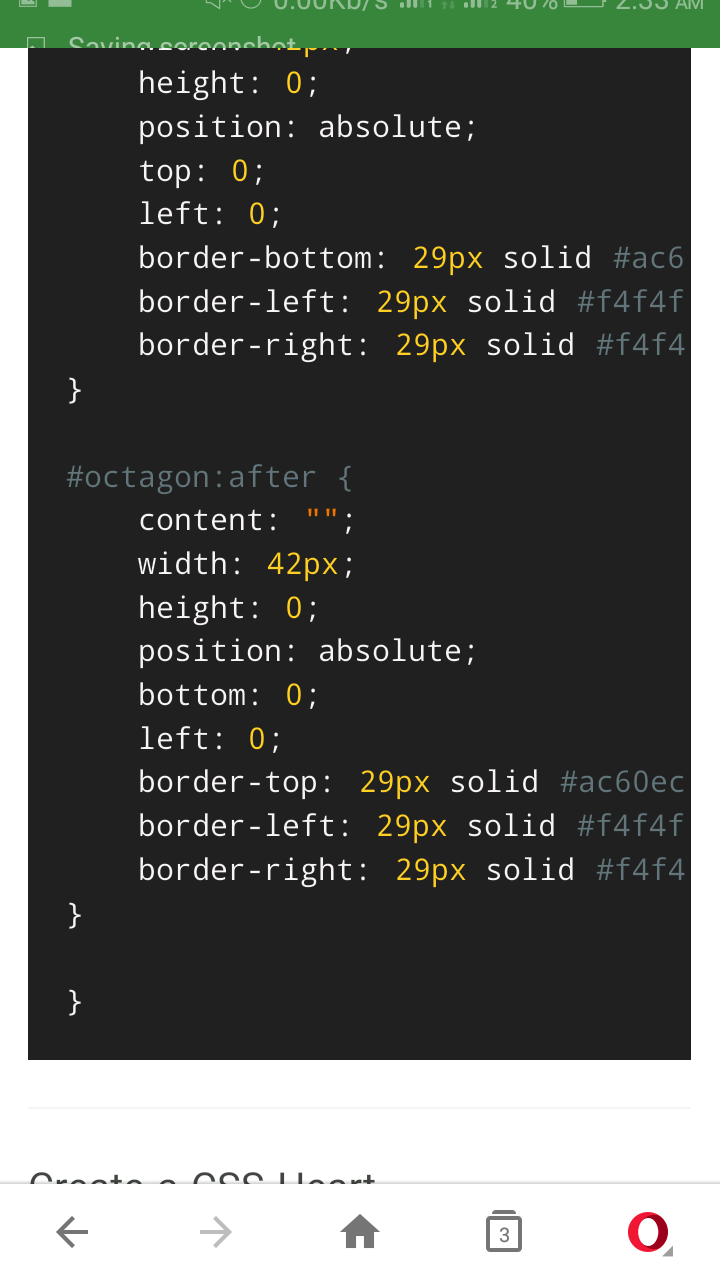 0.00Kb/s 40% 2:33 AM
Saving screenshot
height: 0;
position: absolute;
top: 0;
left: 0;
border-bottom: 29px solid #ac6
border-left: 29px solid #f4f4f
border-right: 29px solid #f4f4
}
#octagon:after {
content: "";
width: 42px;
height: 0;
position: absolute;
bottom: 0;
left: 0;
border-top: 29px solid #ac60ec
border-left: 29px solid #f4f4f
border-right: 29px solid #f4f4
}
}
Create a CSS Heart
3